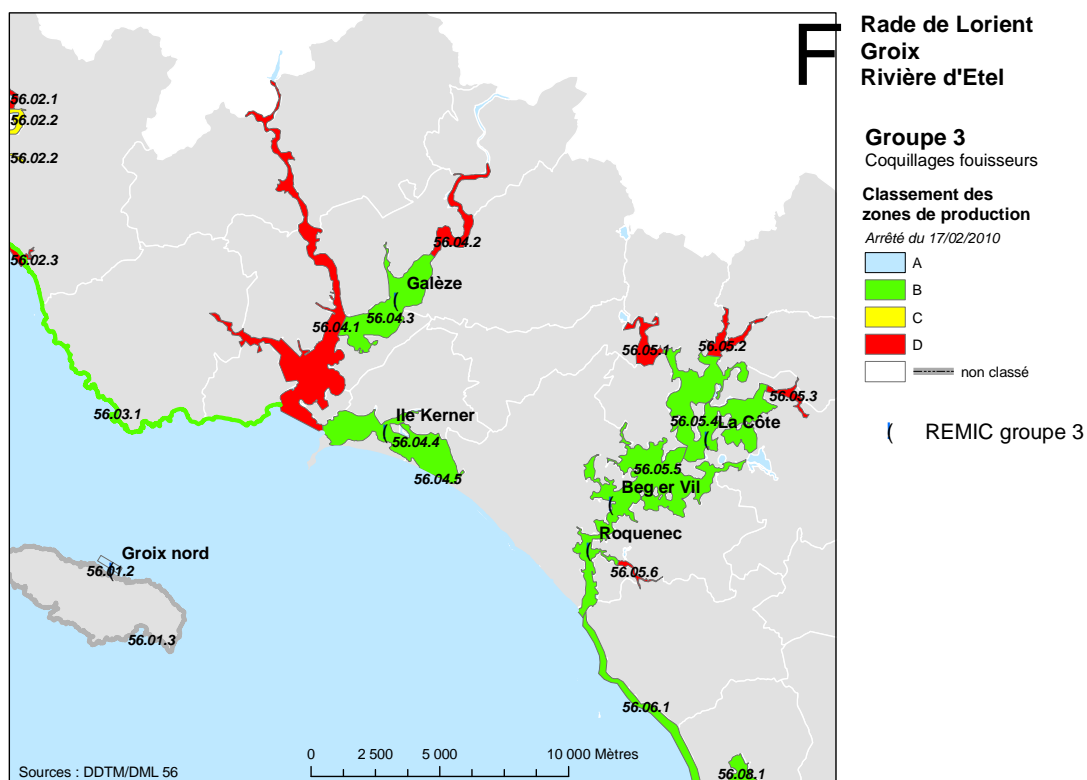 F
Rade de Lorient
Groix
Rivière d'Etel
Groupe 3
Coquillages fouisseurs
Classement des
zones de production
Arrêté du 17/02/2010
A
B
C
D
non classé
REMIC groupe 3
56.02.1
56.02.2
56.02.2
56.02.3
56.04.2
Galèze
56.04.3
56.04.1
56.05.1
56.05.2
56.05.3
56.03.1
Ile Kerner
56.04.4
56.04.5
56.05.4
La Côte
56.05.5
Beg er Vil
Roquenec
56.05.6
Groix nord
56.01.2
56.01.3
56.06.1
56.08.1
0 2 500 5 000 10 000 Mètres
Sources : DDTM/DML 56